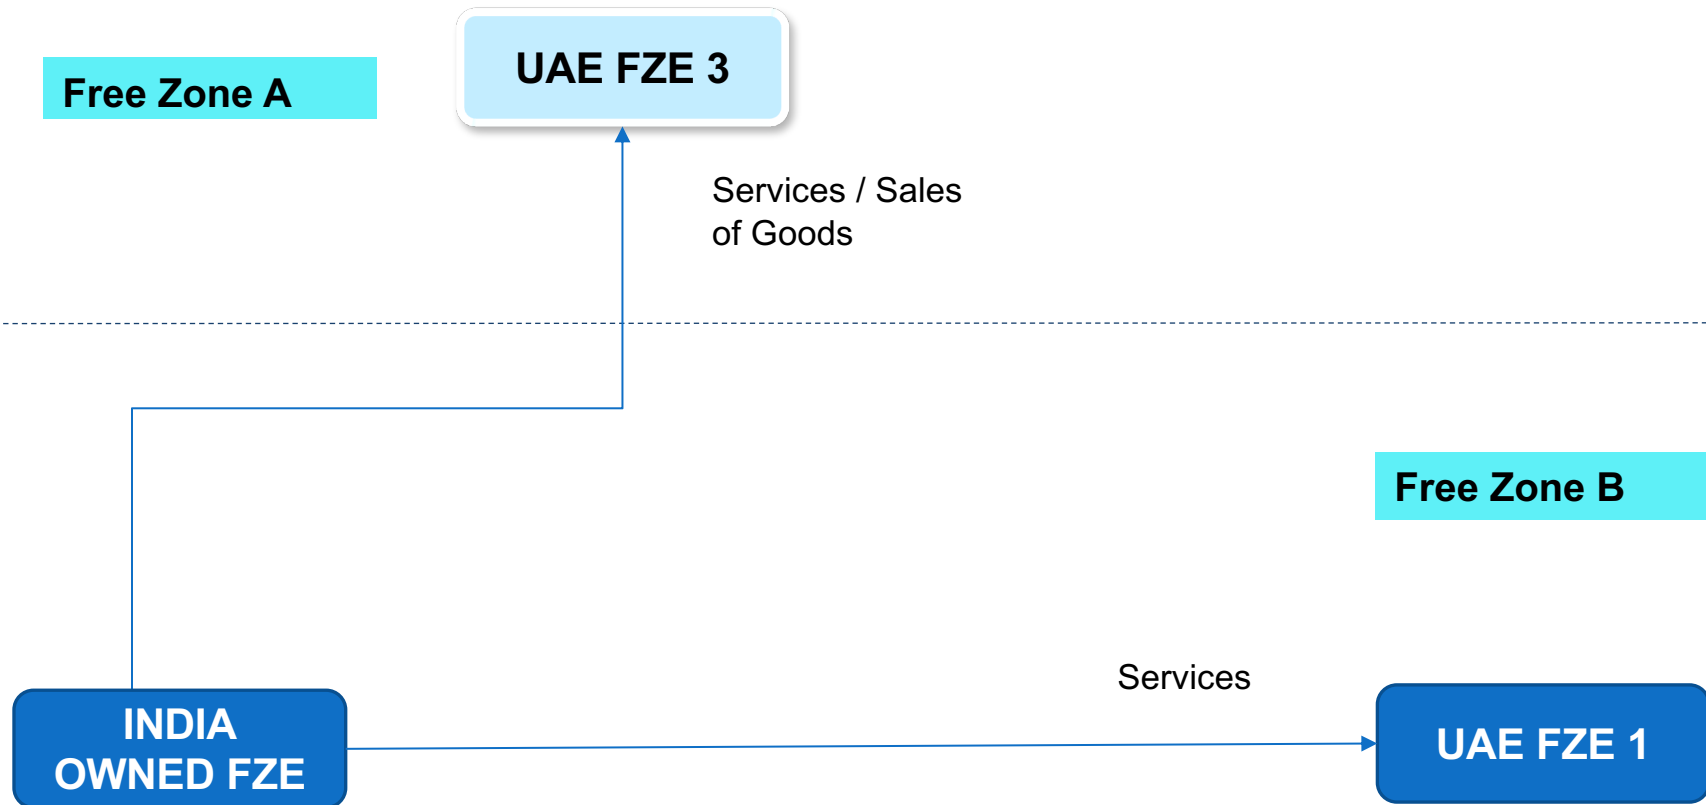 UAE FZE 3
Free Zone A
Services / Sales
of Goods
Free Zone B
Services
INDIA
OWNED FZE
UAE FZE 1